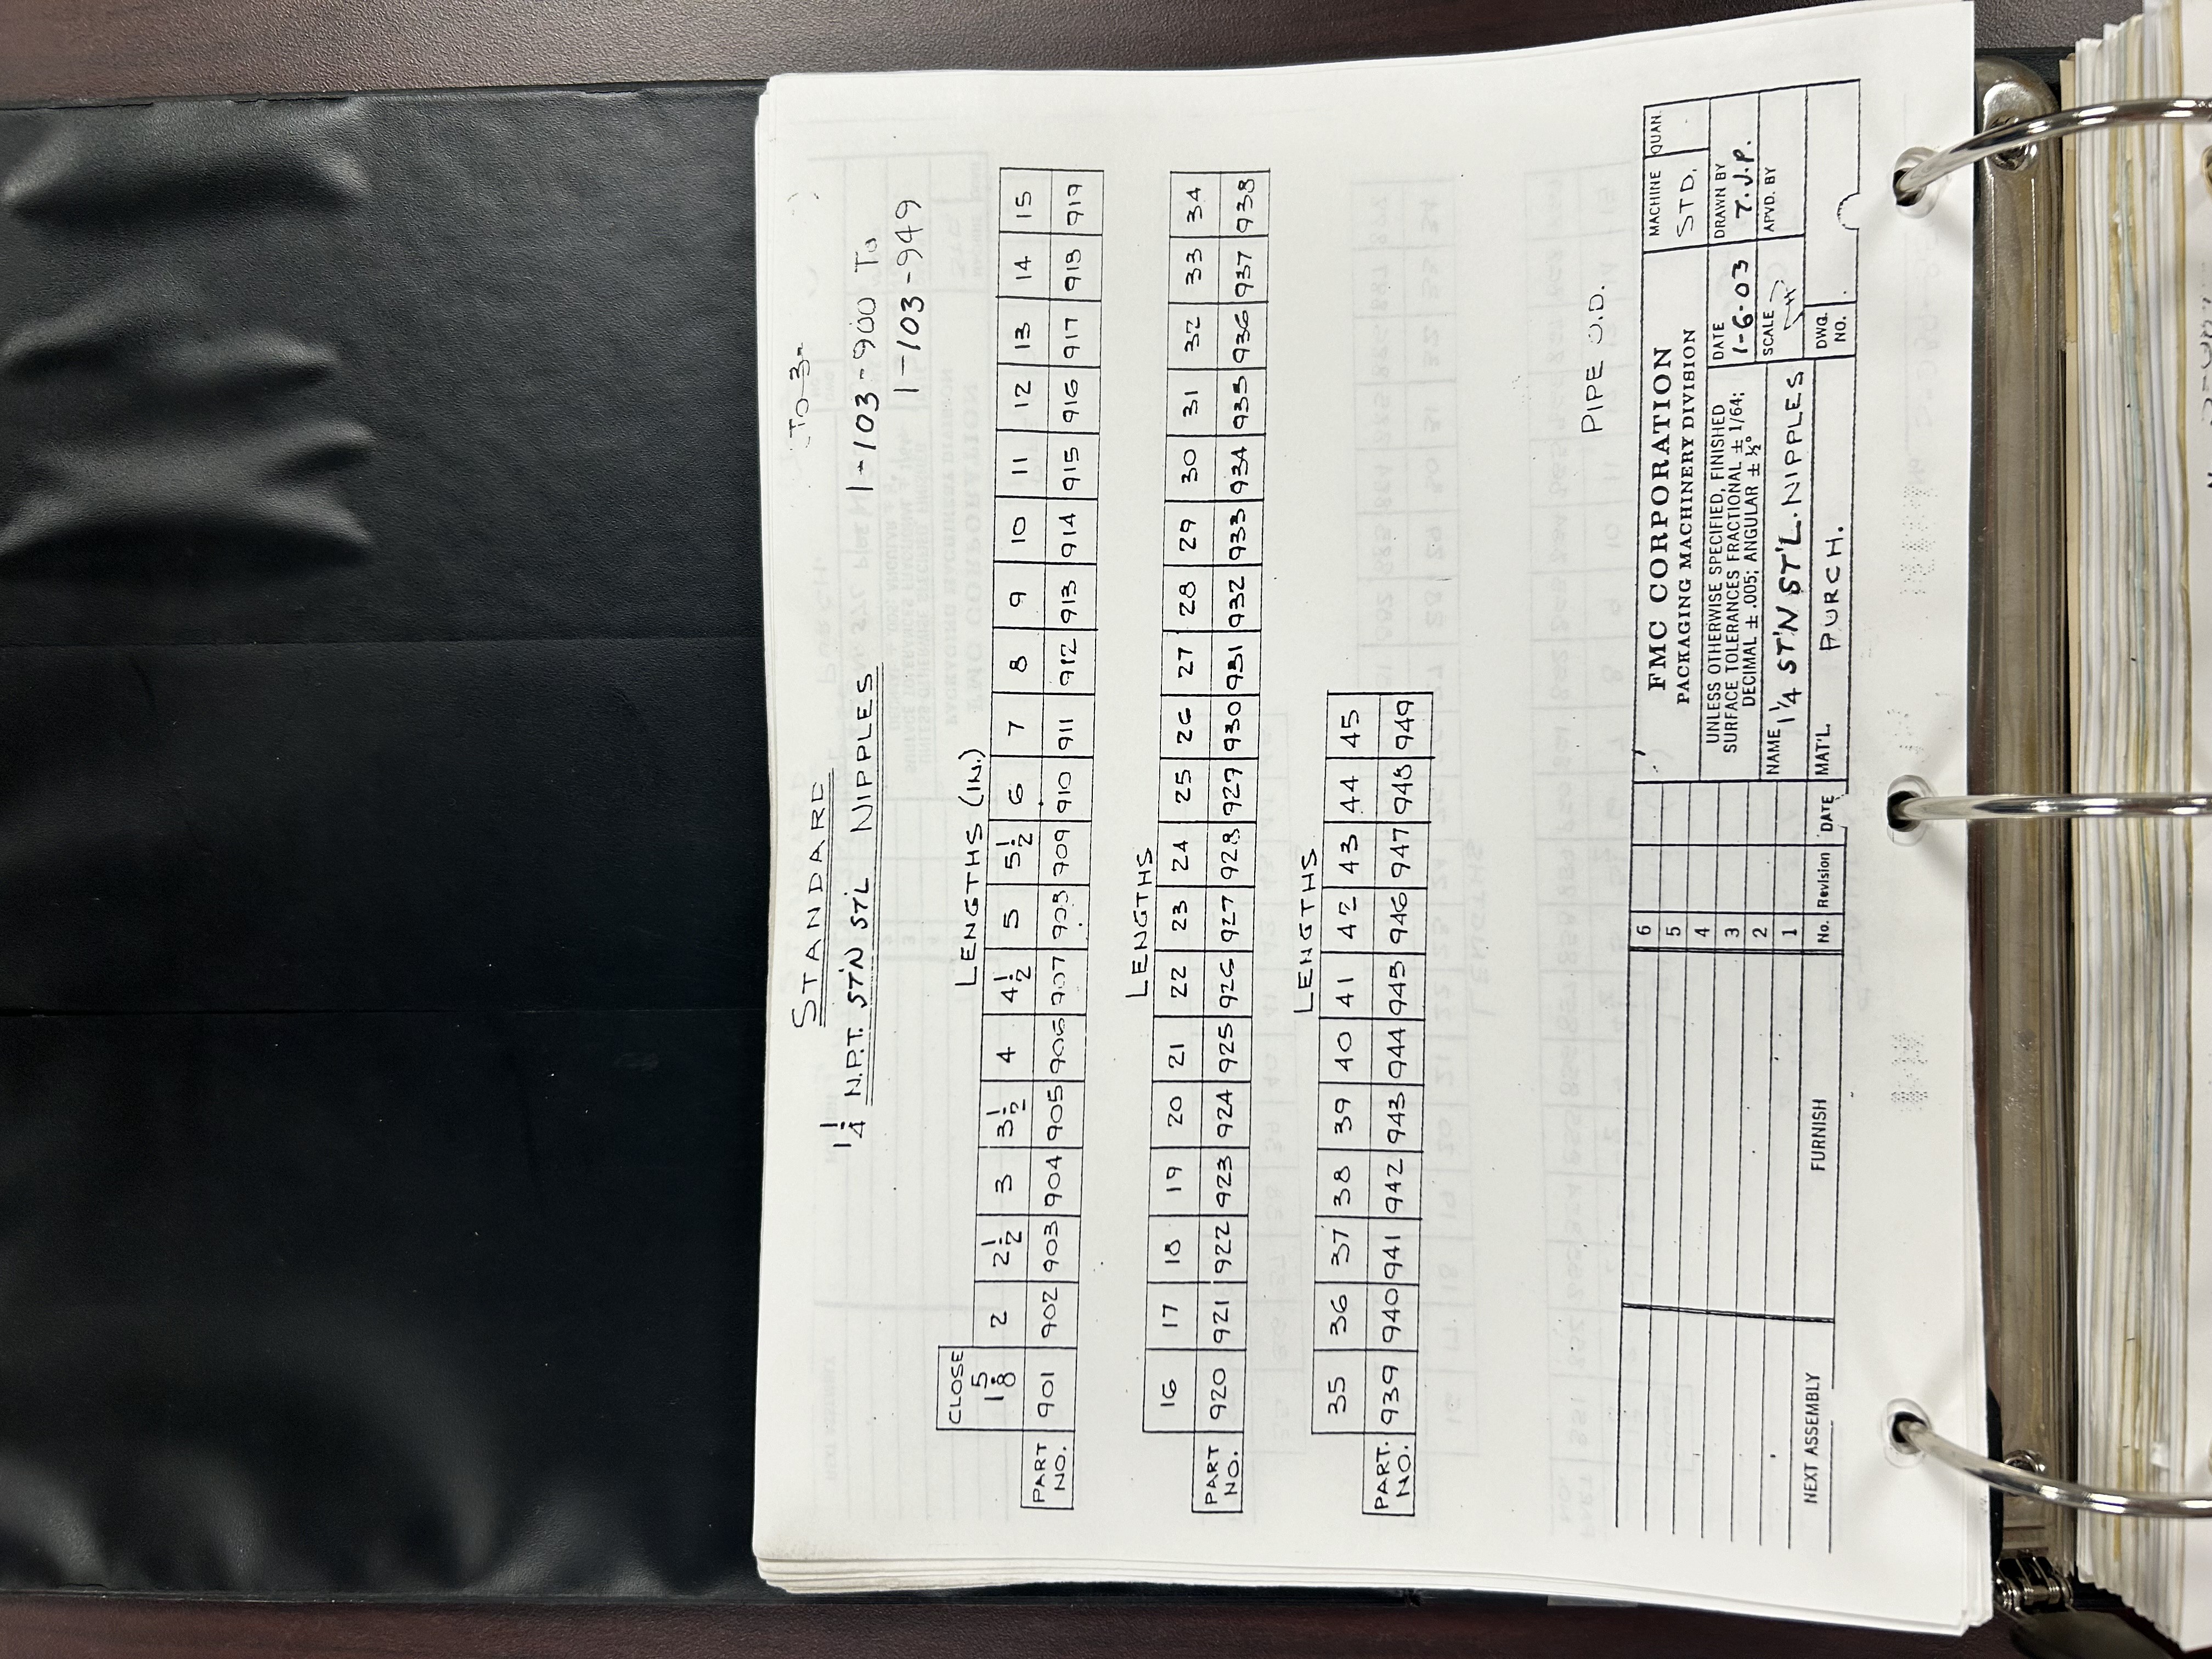 STANDARD
TO 3
1 1/4 N.P.T. ST'N ST'L NIPPLES
1-103-900 TO
1-103-949
LENGTHS (IN.)
CLOSE
1 5/8 2 2 1/2 3 3 1/2 4 4 1/2 5 5 1/2 6 7 8 9 10 11 12 13 14 15
PART NO. 901 902 903 904 905 906 907 908 909 910 911 912 913 914 915 916 917 918 919
LENGTHS
16 17 18 19 20 21 22 23 24 25 26 27 28 29 30 31 32 33 34
PART NO. 920 921 922 923 924 925 926 927 928 929 930 931 932 933 934 935 936 937 938
LENGTHS
35 36 37 38 39 40 41 42 43 44 45
PART. NO. 939 940 941 942 943 944 945 946 947 948 949
PIPE O.D.
6
5
4
3
2
1
NEXT ASSEMBLY
FURNISH
No. Revision DATE
FMC CORPORATION
PACKAGING MACHINERY DIVISION
MACHINE
STD.
QUAN.
UNLESS OTHERWISE SPECIFIED, FINISHED
SURFACE TOLERANCES FRACTIONAL ± 1/64;
DECIMAL ± .005; ANGULAR ± ½°
DATE
1-6-03
DRAWN BY
T.J.P.
NAME 1 1/4 ST'N ST'L. NIPPLES
SCALE
APVD. BY
MAT'L. PURCH.
DWG.
NO.